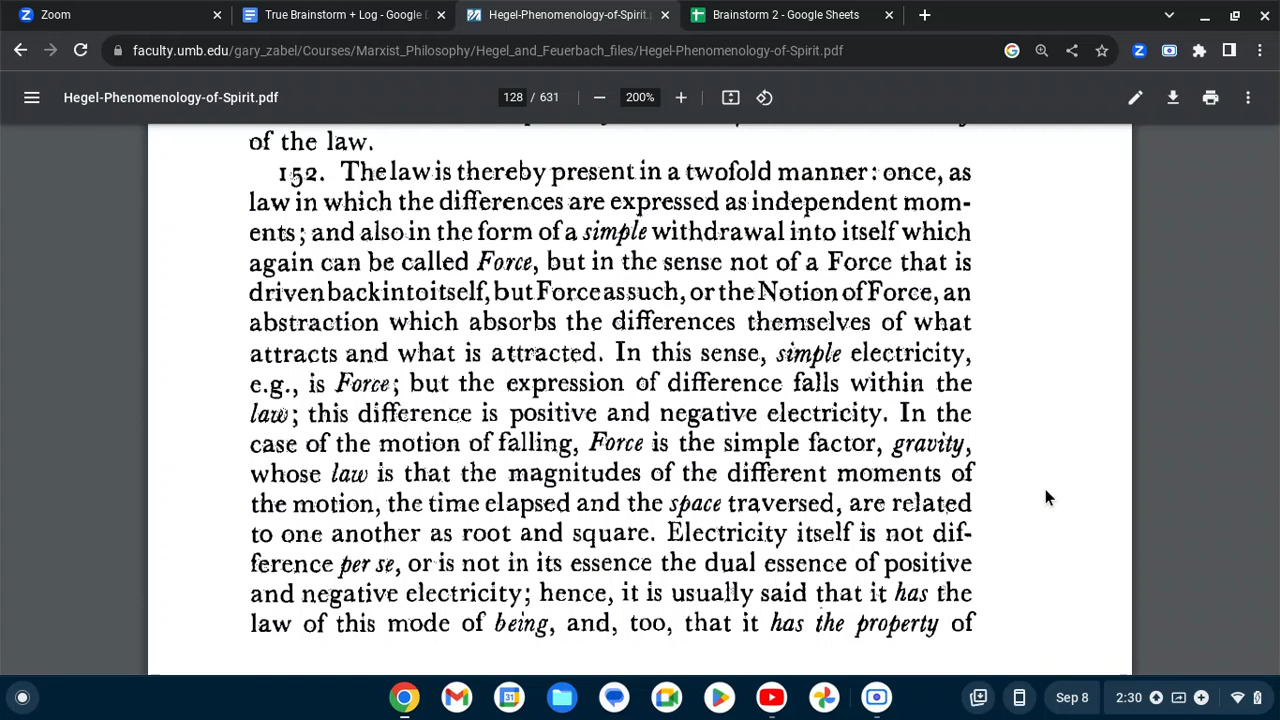 Zoom
True Brainstorm + Log - Google D
Hegel-Phenomenology-of-Spirit.p
Brainstorm 2 - Google Sheets
faculty.umb.edu/gary_zabel/Courses/Marxist_Philosophy/Hegel_and_Feuerbach_files/Hegel-Phenomenology-of-Spirit.pdf
Hegel-Phenomenology-of-Spirit.pdf
128 / 631
200%
of the law.
152. The law is thereby present in a twofold manner: once, as
law in which the differences are expressed as independent mom-
ents; and also in the form of a simple withdrawal into itself which
again can be called Force, but in the sense not of a Force that is
driven back into itself, but Force as such, or the Notion of Force, an
abstraction which absorbs the differences themselves of what
attracts and what is attracted. In this sense, simple electricity,
e.g., is Force; but the expression of difference falls within the
law; this difference is positive and negative electricity. In the
case of the motion of falling, Force is the simple factor, gravity,
whose law is that the magnitudes of the different moments of
the motion, the time elapsed and the space traversed, are related
to one another as root and square. Electricity itself is not dif-
ference per se, or is not in its essence the dual essence of positive
and negative electricity; hence, it is usually said that it has the
law of this mode of being, and, too, that it has the property of
31
Sep 8
2:30